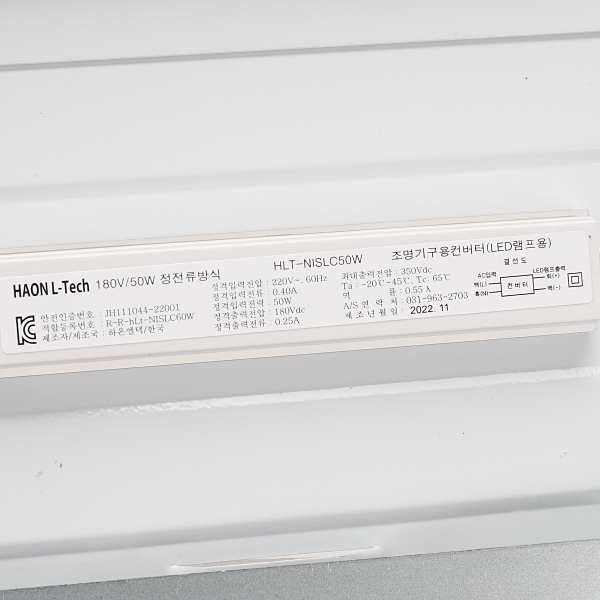 HAON L-Tech 180V/50W 정전류방식 HLT-NISLC50W 조명기구용컨버터(LED램프용)
안전인증번호 : JH111044-22001
적합등록번호 : R-R-hLt-NISLC60W
제조자/제조국 : 하온엘텍/한국
정격입력전압 : 220V~, 60Hz
정격입력전류 : 0.40A
정격입력전력 : 50W
정격출력전압 : 180Vdc
정격출력전류 : 0.25A
최대출력전압 : 350Vdc
Ta : -20℃~45℃, Tc: 65℃
역 률 : 0.55 A
A/S 연락처 : 031-963-2703
제조년월일 : 2022. 11
결선도
AC입력 LED램프출력
백(L) 컨버터 회(+)
흑(N) 백(-)